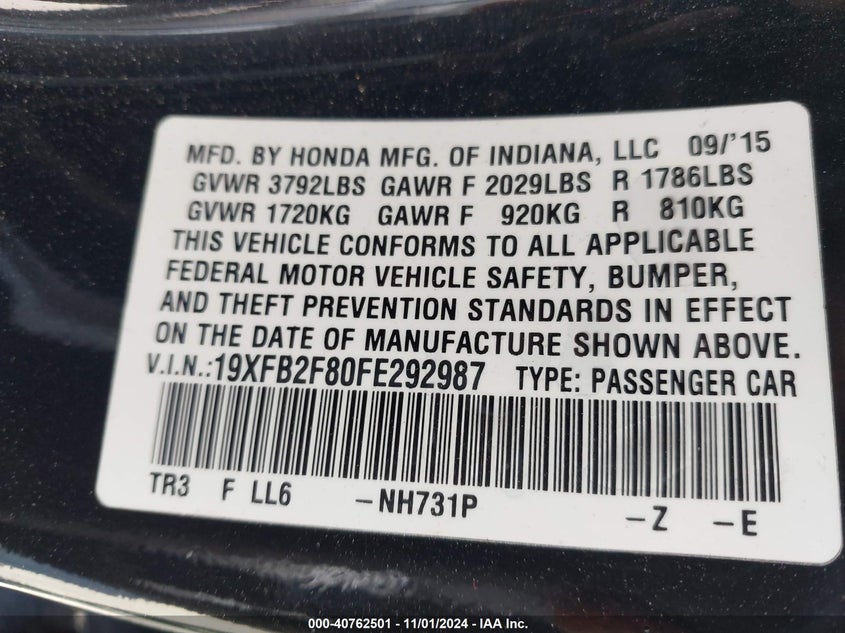 MFD. BY HONDA MFG. OF INDIANA, LLC 09/'15
GVWR 3792LBS GAWR F 2029LBS R 1786LBS
GVWR 1720KG GAWR F 920KG R 810KG
THIS VEHICLE CONFORMS TO ALL APPLICABLE
FEDERAL MOTOR VEHICLE SAFETY, BUMPER,
AND THEFT PREVENTION STANDARDS IN EFFECT
ON THE DATE OF MANUFACTURE SHOWN ABOVE.
V.I.N.:19XFB2F80FE292987 TYPE: PASSENGER CAR
TR3 F LL6 -NH731P -Z -E
000-40762501 - 11/01/2024 - IAA Inc.